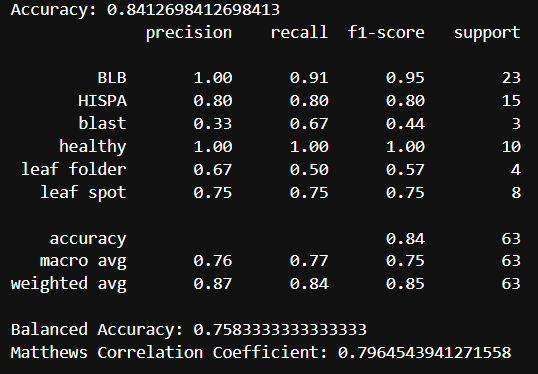 Accuracy: 0.8412698412698413
precision recall f1-score support
BLB 1.00 0.91 0.95 23
HISPA 0.80 0.80 0.80 15
blast 0.33 0.67 0.44 3
healthy 1.00 1.00 1.00 10
leaf folder 0.67 0.50 0.57 4
leaf spot 0.75 0.75 0.75 8
accuracy 0.84 63
macro avg 0.76 0.77 0.75 63
weighted avg 0.87 0.84 0.85 63
Balanced Accuracy: 0.7583333333333333
Matthews Correlation Coefficient: 0.7964543941271558